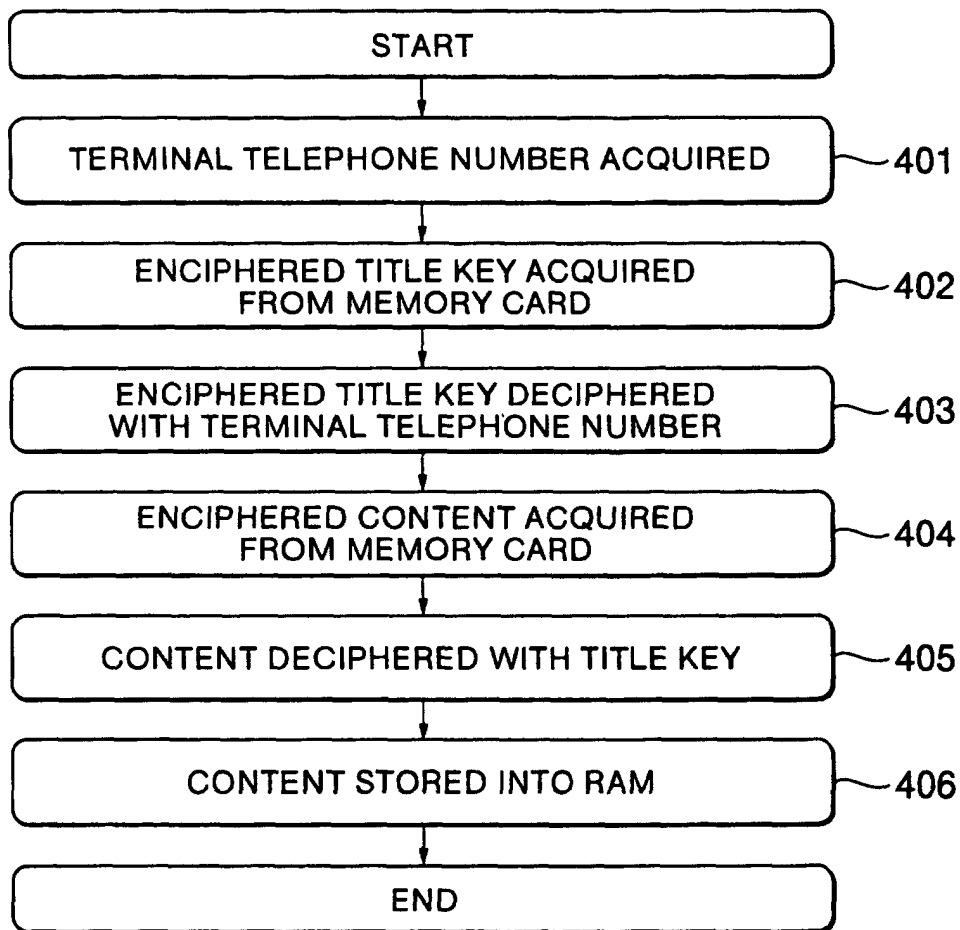 START
TERMINAL TELEPHONE NUMBER ACQUIRED
401
ENCIPHERED TITLE KEY ACQUIRED
FROM MEMORY CARD
402
ENCIPHERED TITLE KEY DECIPHERED
WITH TERMINAL TELEPHONE NUMBER
403
ENCIPHERED CONTENT ACQUIRED
FROM MEMORY CARD
404
CONTENT DECIPHERED WITH TITLE KEY
405
CONTENT STORED INTO RAM
406
END